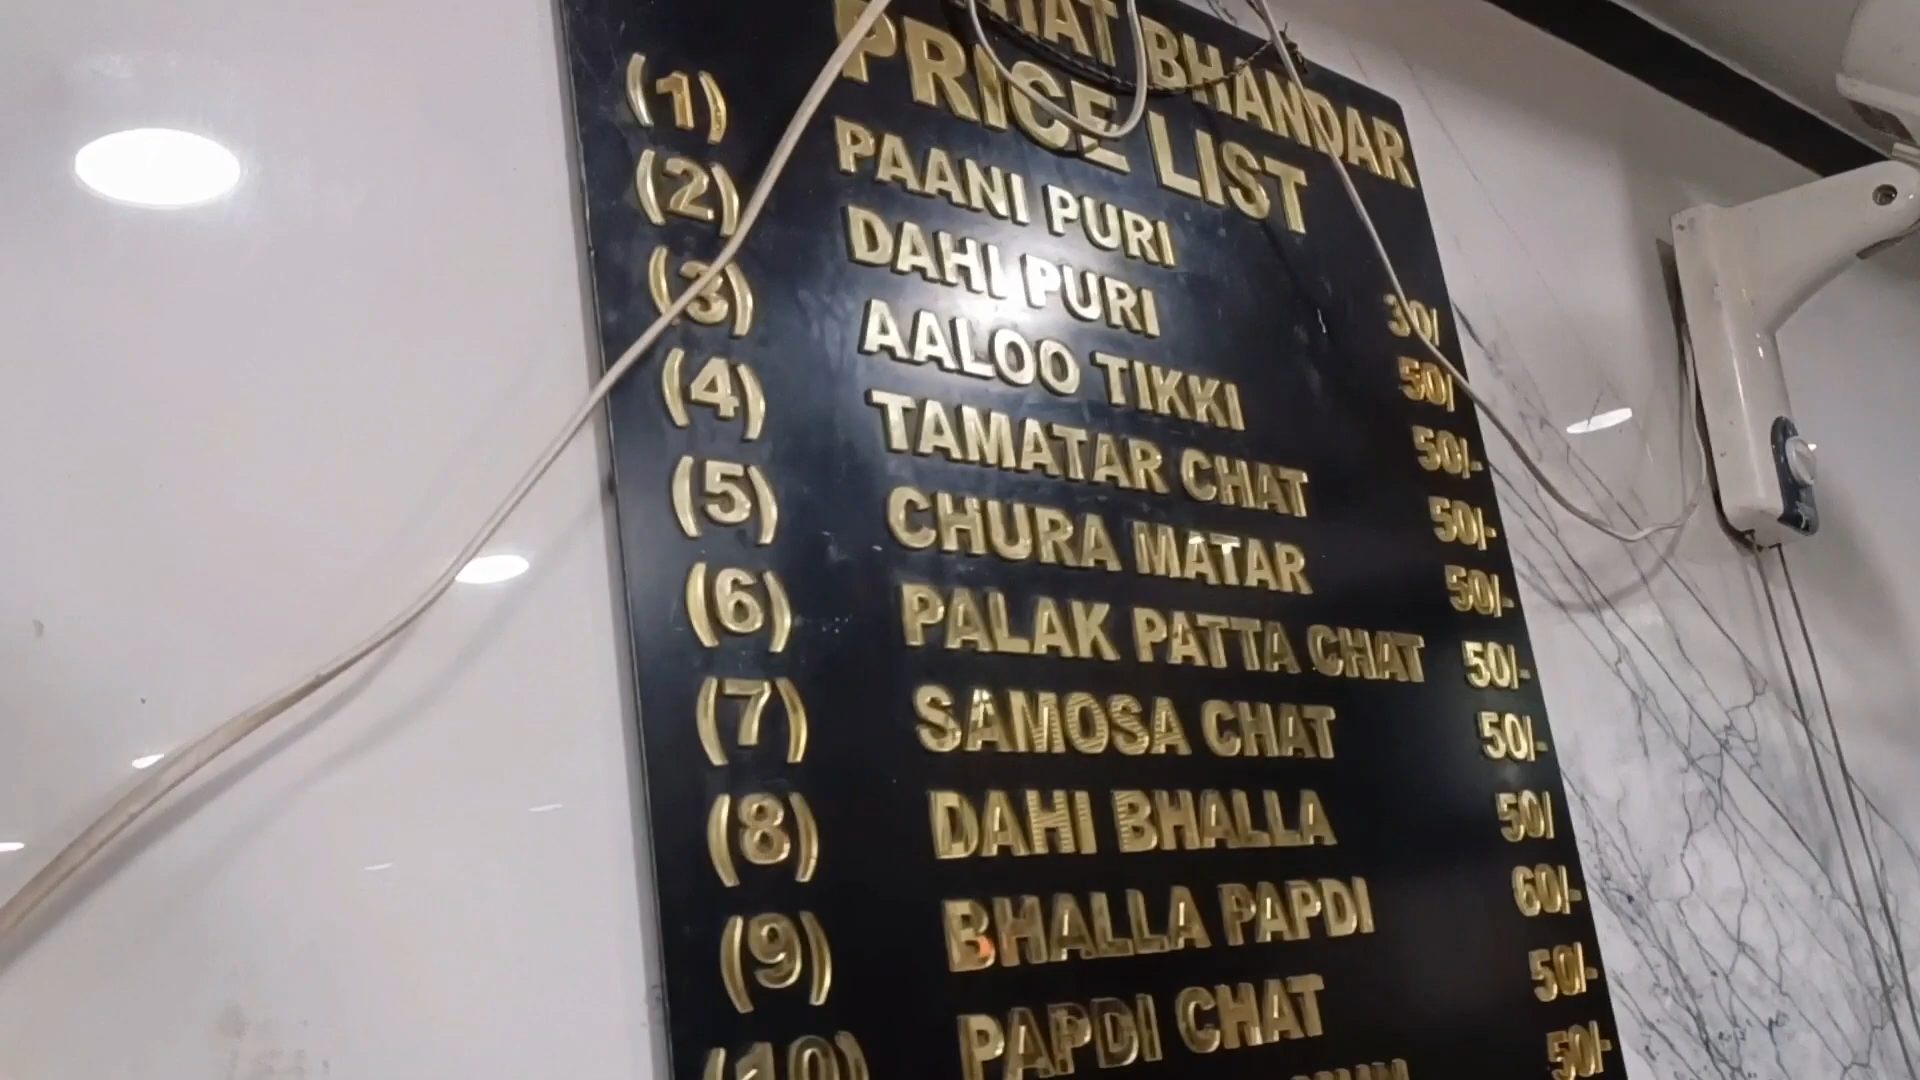 BHANDAR
PRICE LIST
(1) PAANI PURI 30/
(2) DAHI PURI 50/
(3) AALOO TIKKI 50/-
(4) TAMATAR CHAT 50/-
(5) CHURA MATAR 50/-
(6) PALAK PATTA CHAT 50/-
(7) SAMOSA CHAT 50/-
(8) DAHI BHALLA 50/
(9) BHALLA PAPDI 60/-
(10) PAPDI CHAT 50/-
50/-